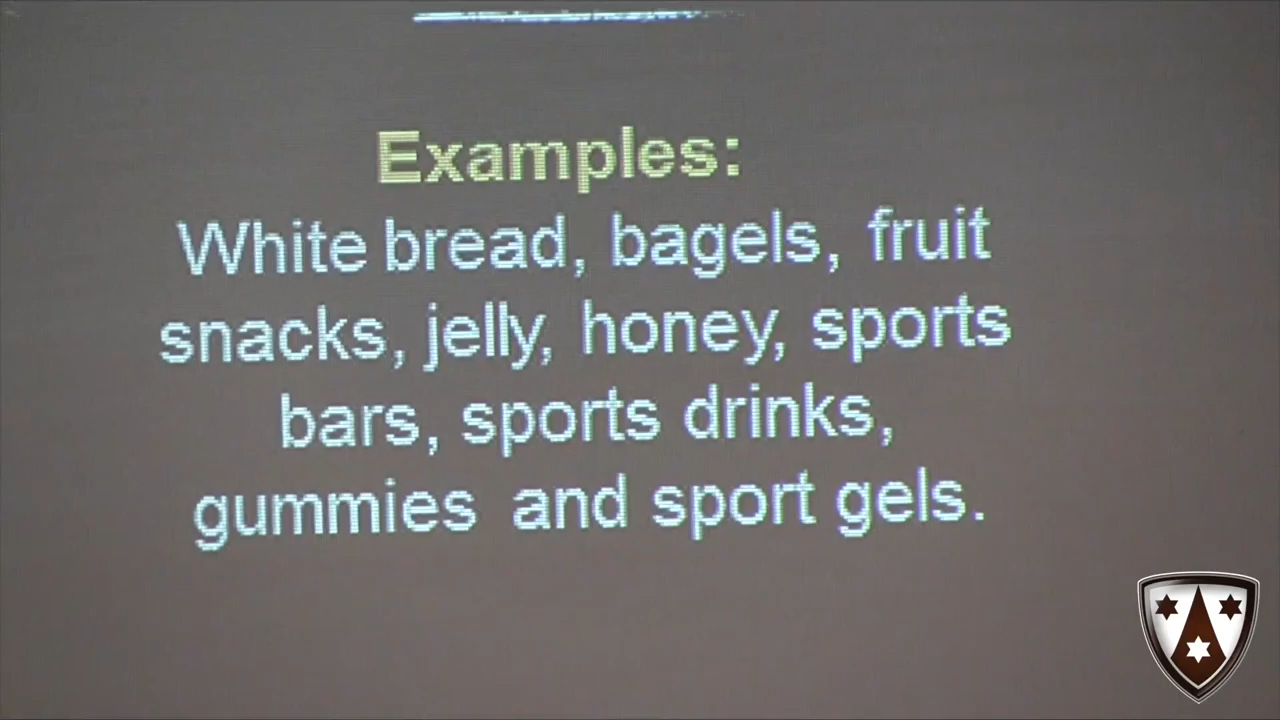 Examples:
White bread, bagels, fruit
snacks, jelly, honey, sports
bars, sports drinks,
gummies and sport gels.